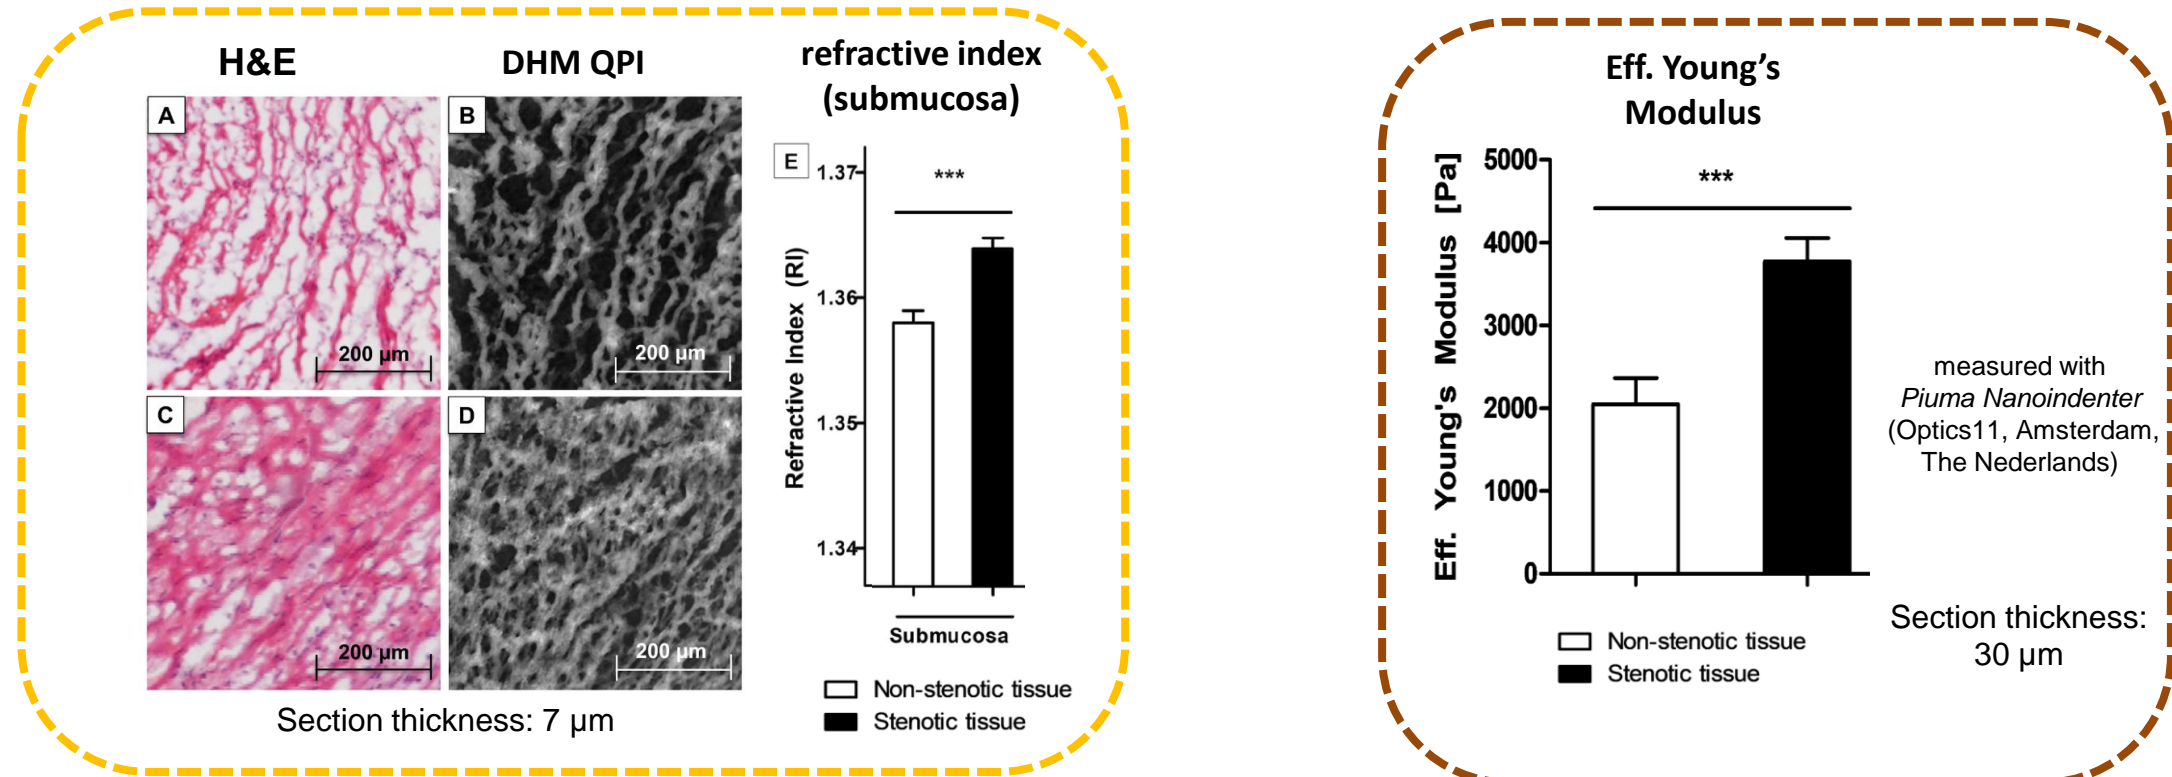 H&E
DHM QPI
refractive index
(submucosa)
A
B
200 µm
200 µm
C
D
200 µm
200 µm
Section thickness: 7 µm
E
Refractive Index (RI)
1.37
1.36
1.35
1.34
***
Submucosa
Non-stenotic tissue
Stenotic tissue
Eff. Young’s
Modulus
Eff. Young's Modulus [Pa]
5000
4000
3000
2000
1000
0
***
Non-stenotic tissue
Stenotic tissue
measured with
Piuma Nanoindenter
(Optics11, Amsterdam,
The Nederlands)
Section thickness:
30 µm